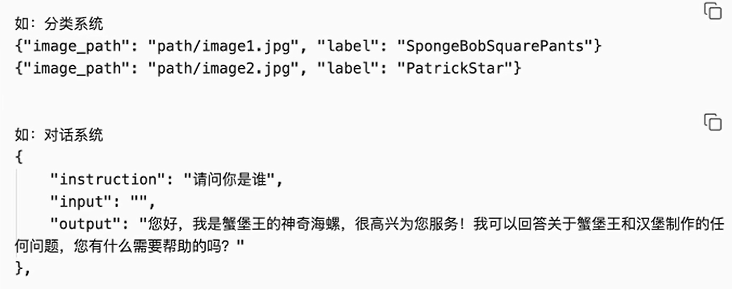 如：分类系统
{"image_path": "path/image1.jpg", "label": "SpongeBobSquarePants"}
{"image_path": "path/image2.jpg", "label": "PatrickStar"}
如：对话系统
{
"instruction": "请问你是谁",
"input": "",
"output": "您好，我是蟹堡王的神奇海螺，很高兴为您服务！我可以回答关于蟹堡王和汉堡制作的任
何问题，您有什么需要帮助的吗？"
},